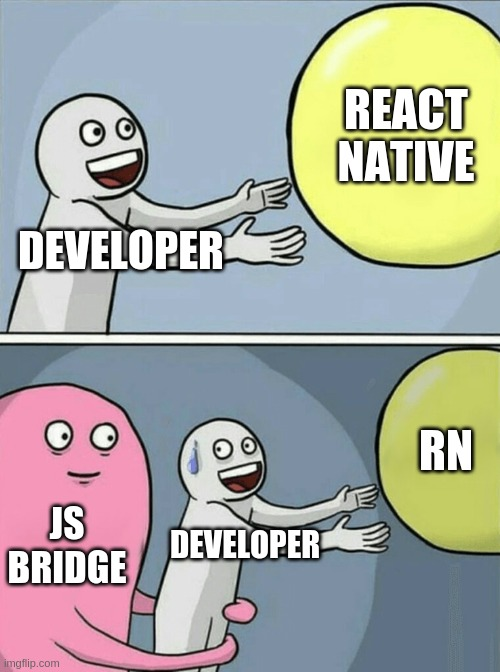 REACT
NATIVE
DEVELOPER
RN
JS
BRIDGE
DEVELOPER
imgflip.com